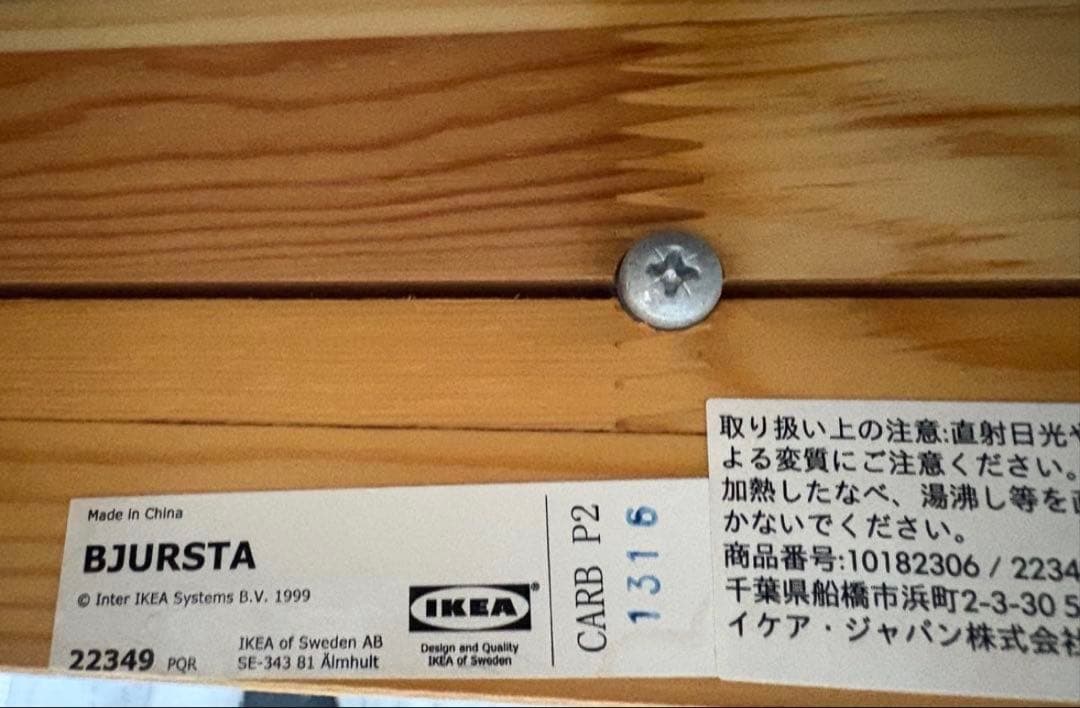 Made in China
BJURSTA
© Inter IKEA Systems B.V. 1999
22349 PQR
IKEA of Sweden AB
SE-343 81 Älmhult
IKEA®
Design and Quality
IKEA of Sweden
CARB P2
1316
取り扱い上の注意:直射日光や
よる変質にご注意ください。
加熱したなべ、湯沸し等を直
かないでください。
商品番号:10182306 / 2234
千葉県船橋市浜町2-3-30 5
イケア・ジャパン株式会社